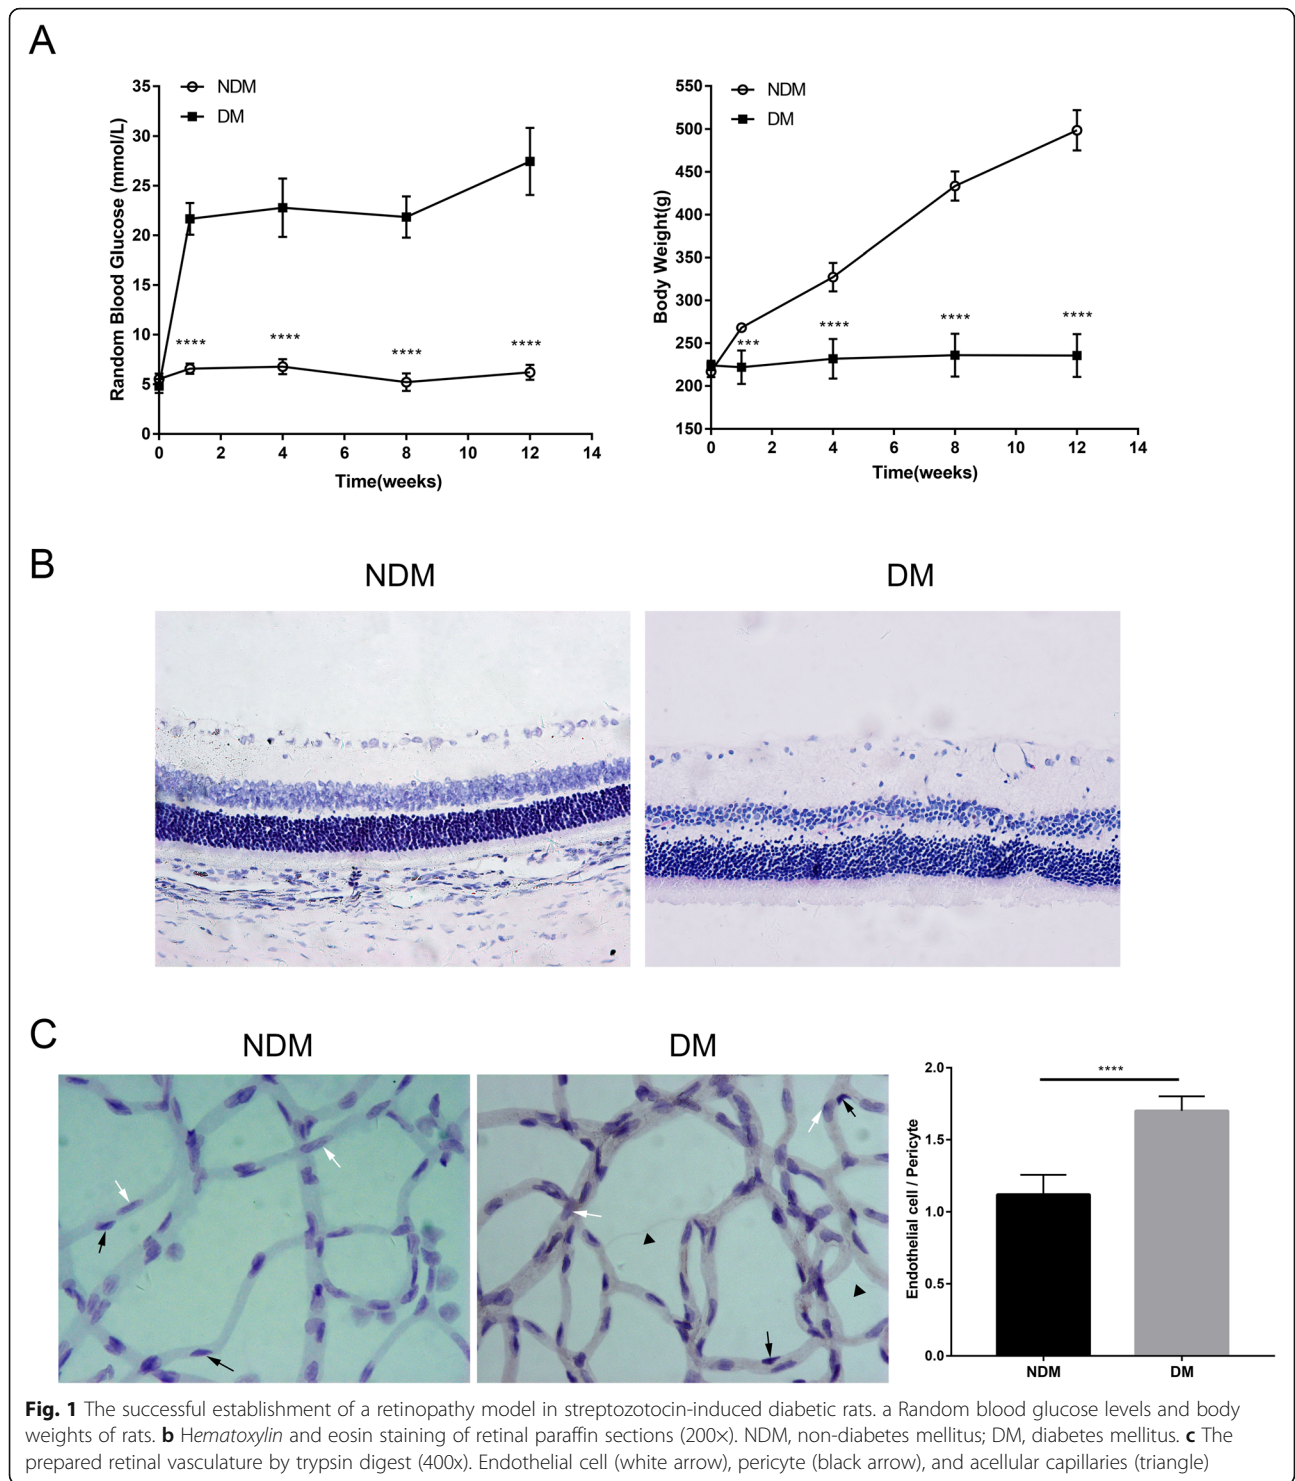 A
NDM
DM
35
30
25
20
15
10
5
0
Random Blood Glucose (mmol/L)
****
****
****
****
0 2 4 6 8 10 12 14
Time(weeks)
NDM
DM
550
500
450
400
350
300
250
200
150
Body Weight(g)
***
****
****
****
0 2 4 6 8 10 12 14
Time(weeks)
B
NDM
DM
C
NDM
DM
2.0
1.5
1.0
0.5
0.0
Endothelial cell / Pericyte
****
NDM DM
Fig. 1 The successful establishment of a retinopathy model in streptozotocin-induced diabetic rats. a Random blood glucose levels and body
weights of rats. b Hematoxylin and eosin staining of retinal paraffin sections (200×). NDM, non-diabetes mellitus; DM, diabetes mellitus. c The
prepared retinal vasculature by trypsin digest (400x). Endothelial cell (white arrow), pericyte (black arrow), and acellular capillaries (triangle)